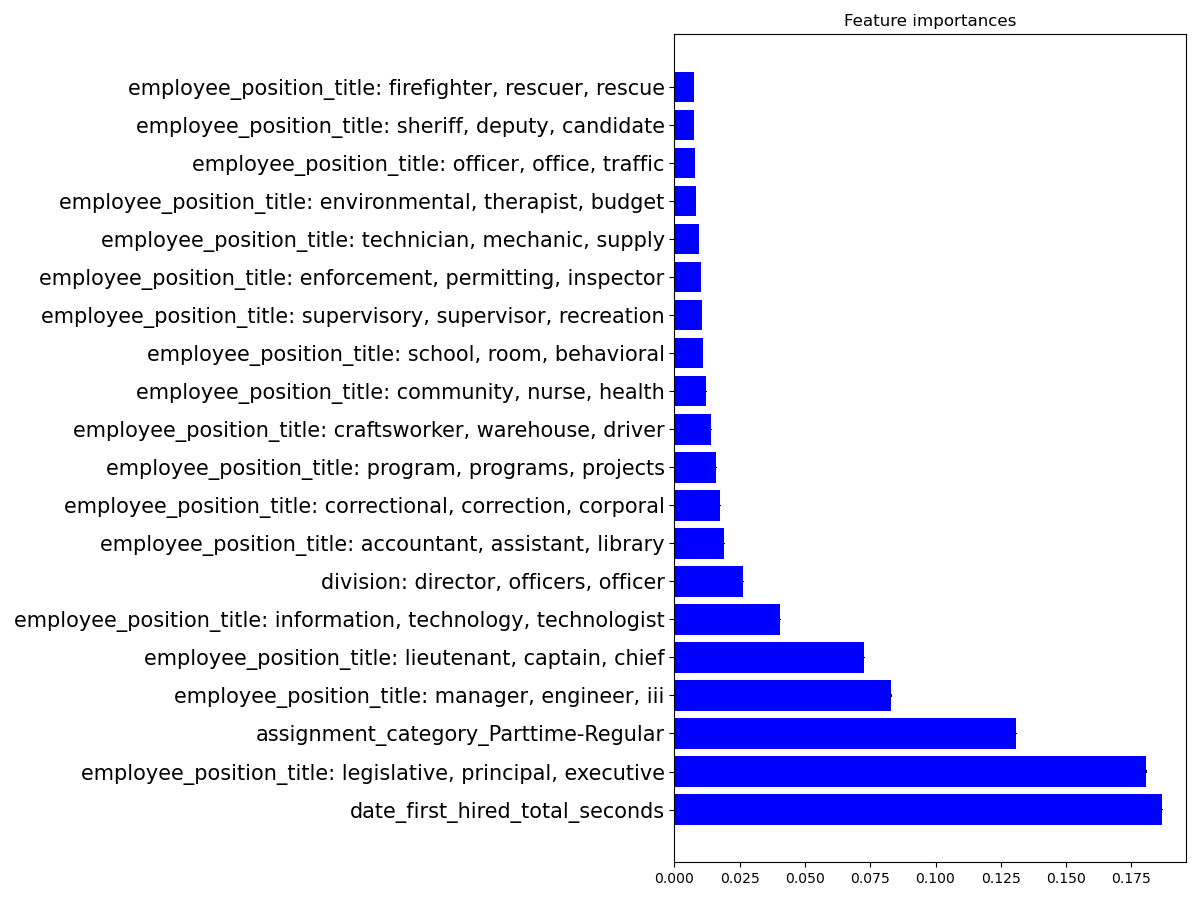 Feature importances
employee_position_title: firefighter, rescuer, rescue
employee_position_title: sheriff, deputy, candidate
employee_position_title: officer, office, traffic
employee_position_title: environmental, therapist, budget
employee_position_title: technician, mechanic, supply
employee_position_title: enforcement, permitting, inspector
employee_position_title: supervisory, supervisor, recreation
employee_position_title: school, room, behavioral
employee_position_title: community, nurse, health
employee_position_title: craftsworker, warehouse, driver
employee_position_title: program, programs, projects
employee_position_title: correctional, correction, corporal
employee_position_title: accountant, assistant, library
division: director, officers, officer
employee_position_title: information, technology, technologist
employee_position_title: lieutenant, captain, chief
employee_position_title: manager, engineer, iii
assignment_category_Parttime-Regular
employee_position_title: legislative, principal, executive
date_first_hired_total_seconds
0.000 0.025 0.050 0.075 0.100 0.125 0.150 0.175